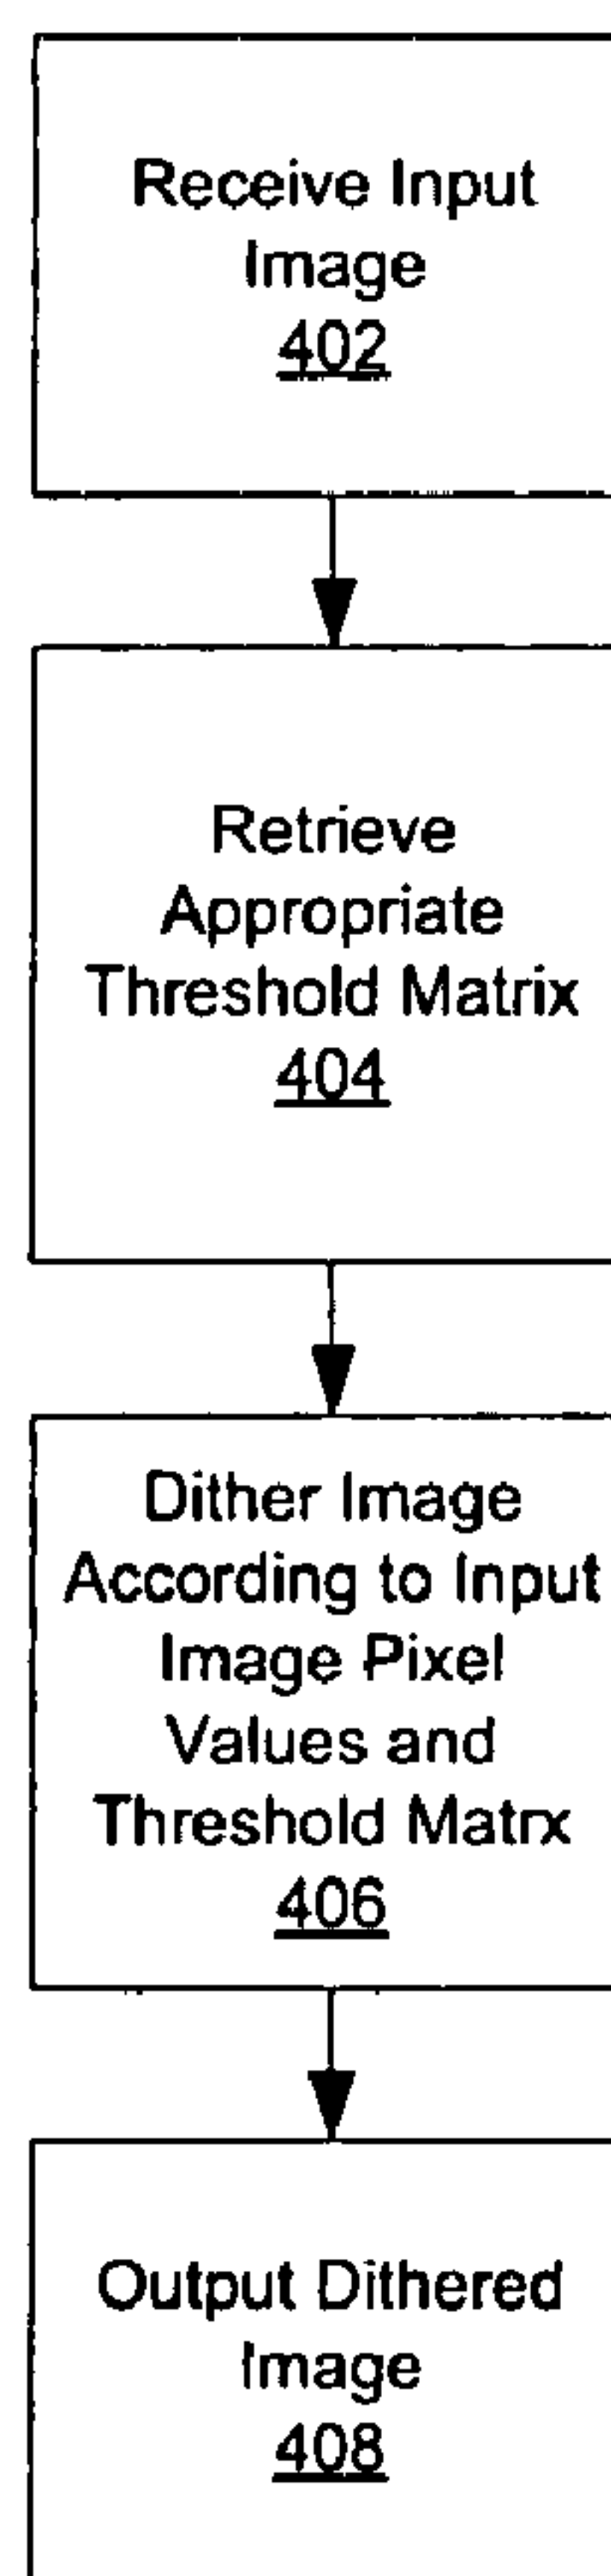 Receive Input
Image
402
Retrieve
Appropriate
Threshold Matrix
404
Dither Image
According to Input
Image Pixel
Values and
Threshold Matrx
406
Output Dithered
Image
408